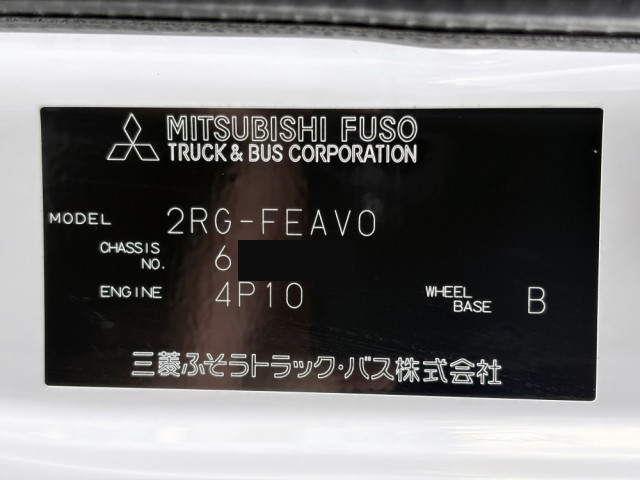 MITSUBISHI FUSO
TRUCK & BUS CORPORATION
MODEL 2RG-FEAV0
CHASSIS NO. 6
ENGINE 4P10 WHEEL BASE B
三菱ふそうトラック・バス株式会社